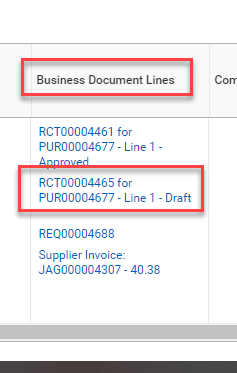 Business Document Lines
Com
RCT00004461 for
PUR00004677 - Line 1 -
Approved
RCT00004465 for
PUR00004677 - Line 1 - Draft
REQ00004688
Supplier Invoice:
JAG000004307 - 40.38